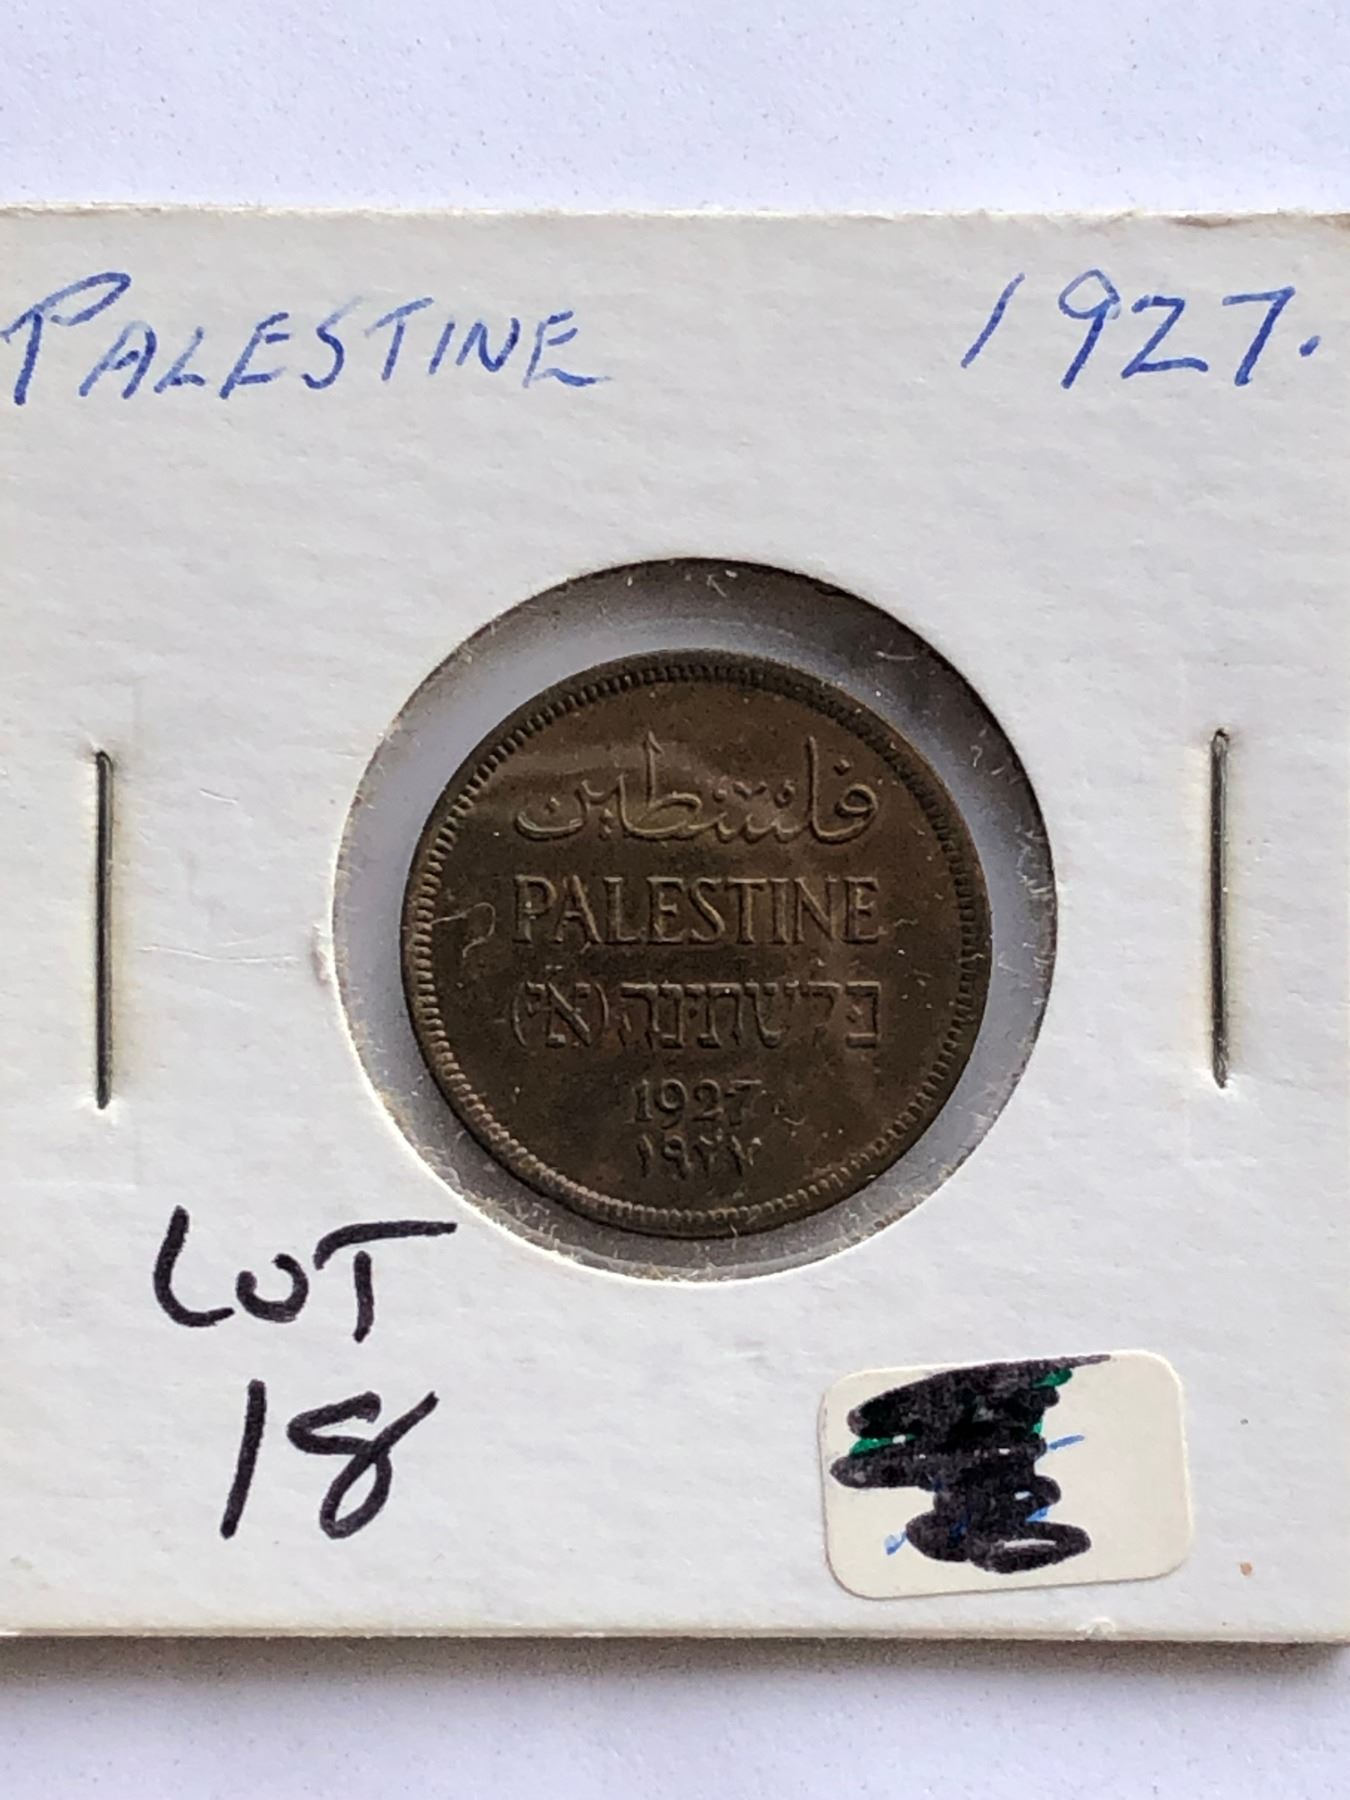 PALESTINE 1927.
فلسطين
PALESTINE
פלשתינה (א״י)
1927
١٩٢٧
LOT
18